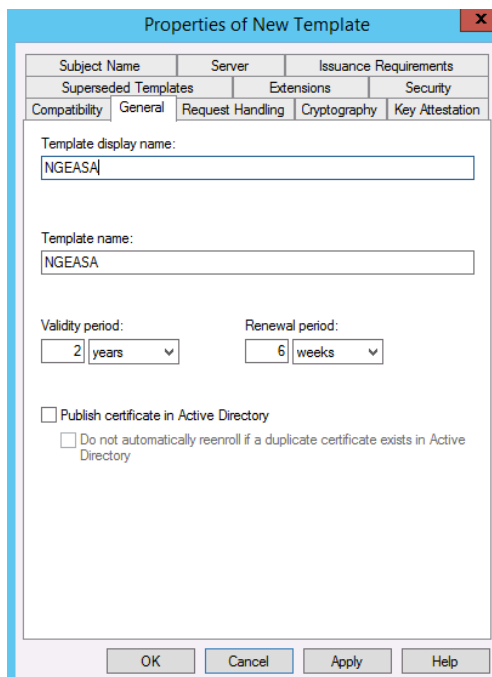 Properties of New Template
x
Subject Name Server Issuance Requirements
Superseded Templates Extensions Security
Compatibility General Request Handling Cryptography Key Attestation
Template display name:
NGEASA
Template name:
NGEASA
Validity period: Renewal period:
2 years 6 weeks
Publish certificate in Active Directory
Do not automatically reenroll if a duplicate certificate exists in Active
Directory
OK Cancel Apply Help